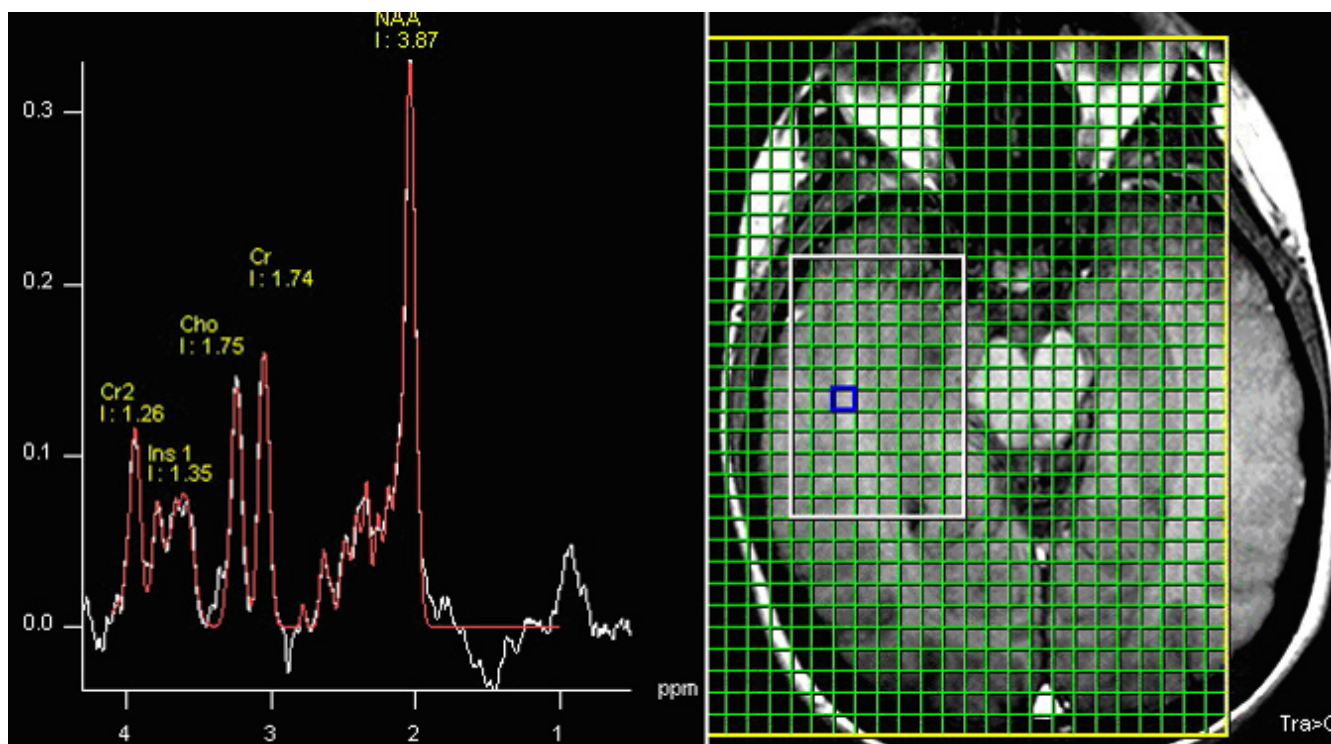 NAA
I : 3.87
0.3
Cr
I : 1.74
0.2
Cho
I : 1.75
Cr2
I : 1.26
Ins 1
I : 1.35
0.1
0.0
ppm
4 3 2 1
Tra>C